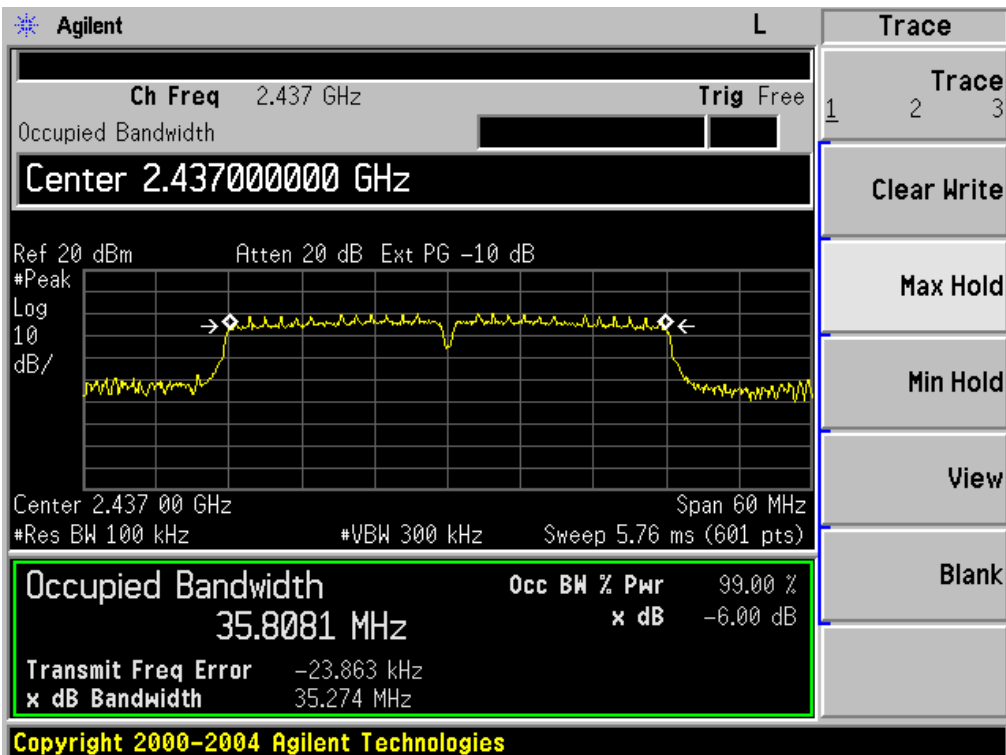 Agilent
L
Trace
Ch Freq 2.437 GHz
Trig Free
Occupied Bandwidth
Center 2.437000000 GHz
Ref 20 dBm
Atten 20 dB
Ext PG -10 dB
#Peak
Log
10
dB/
Center 2.437 00 GHz
Span 60 MHz
#Res BW 100 kHz
#VBW 300 kHz
Sweep 5.76 ms (601 pts)
Occupied Bandwidth
35.8081 MHz
Occ BW % Pwr 99.00 %
x dB -6.00 dB
Transmit Freq Error -23.863 kHz
x dB Bandwidth 35.274 MHz
Copyright 2000-2004 Agilent Technologies
Trace
1 2 3
Clear Write
Max Hold
Min Hold
View
Blank